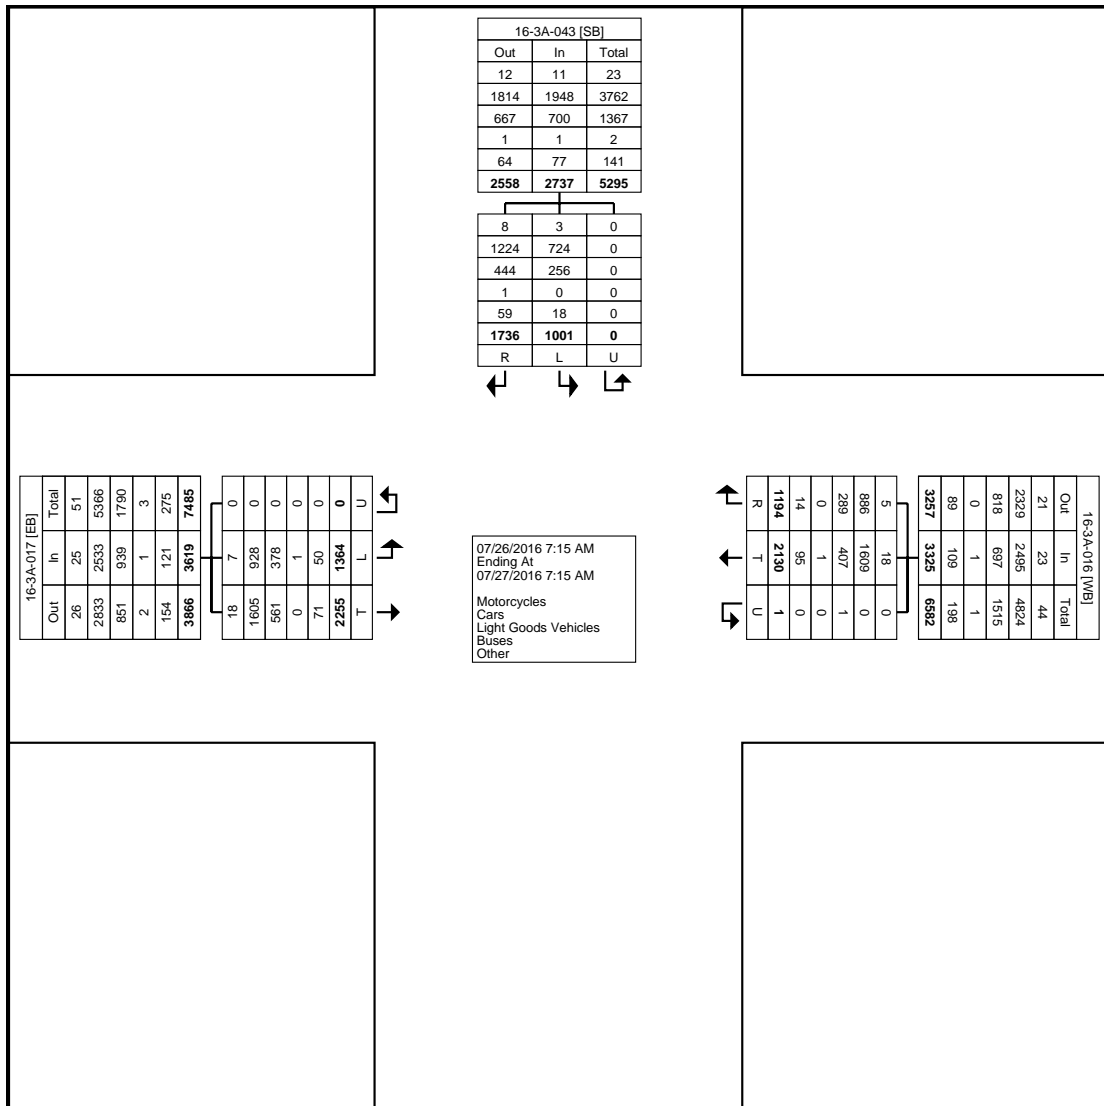 16-3A-043 [SB]
Out In Total
12 11 23
1814 1948 3762
667 700 1367
1 1 2
64 77 141
2558 2737 5295
8 3 0
1224 724 0
444 256 0
1 0 0
59 18 0
1736 1001 0
R L U
16-3A-017 [EB]
Total In Out
51 25 26
5366 2533 2833
1790 939 851
3 1 2
275 121 154
7485 3619 3866
0 7 18
0 928 1605
0 378 561
0 1 0
0 50 71
0 1364 2255
U L T
07/26/2016 7:15 AM
Ending At
07/27/2016 7:15 AM
Motorcycles
Cars
Light Goods Vehicles
Buses
Other
16-3A-016 [WB]
Out In Total
21 23 44
2329 2495 4824
818 697 1515
0 1 1
89 109 198
3257 3325 6582
5 18 0
886 1609 0
289 407 1
0 1 0
14 95 0
1194 2130 1
R T U